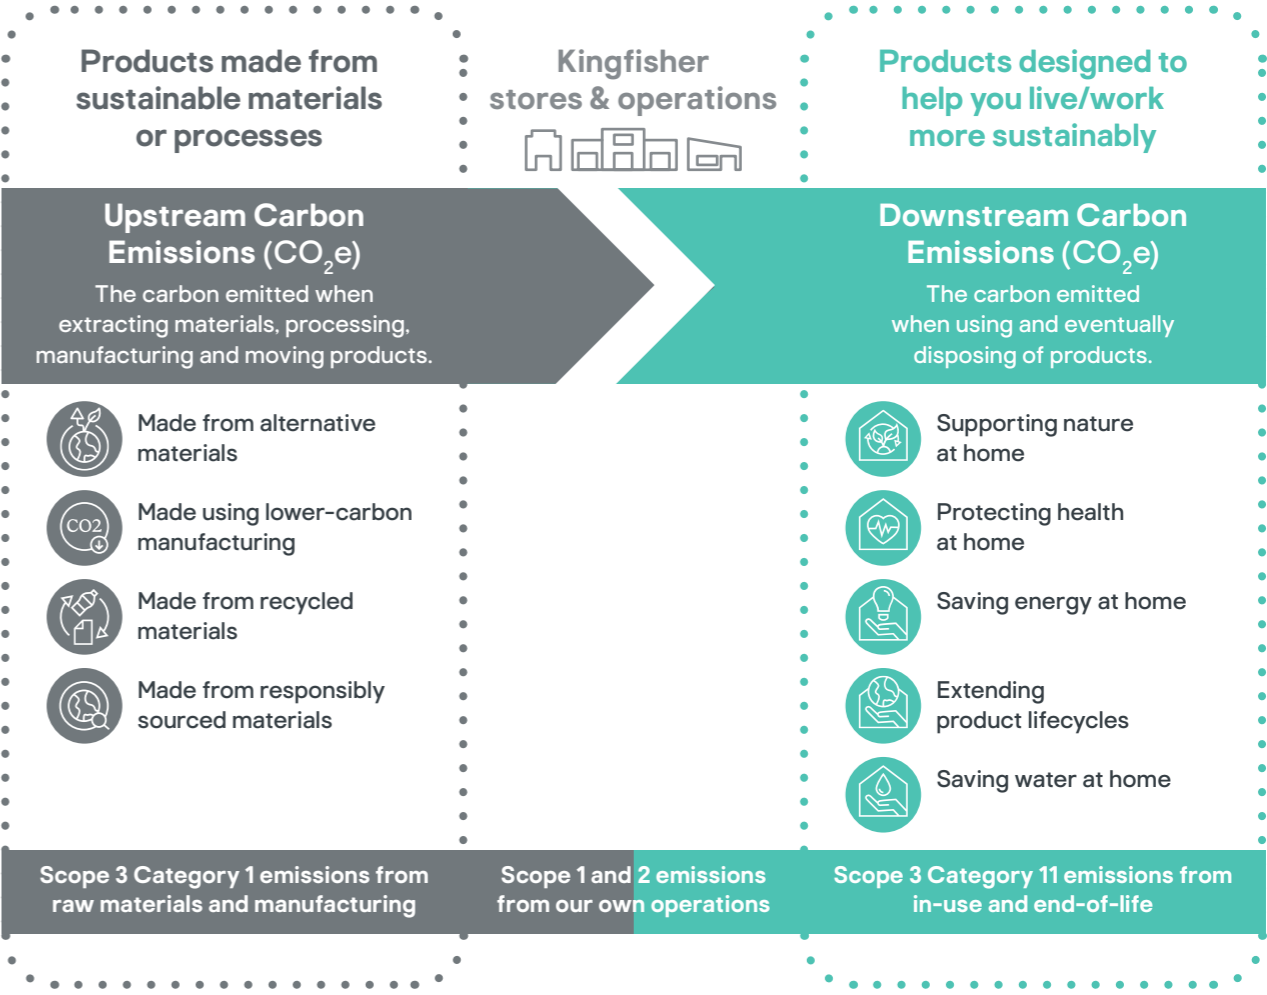 Products made from
sustainable materials
or processes
Kingfisher
stores & operations
Products designed to
help you live/work
more sustainably
Upstream Carbon
Emissions (CO₂e)
The carbon emitted when
extracting materials, processing,
manufacturing and moving products.
Downstream Carbon
Emissions (CO₂e)
The carbon emitted
when using and eventually
disposing of products.
Made from alternative
materials
CO2
Made using lower-carbon
manufacturing
Made from recycled
materials
Made from responsibly
sourced materials
Supporting nature
at home
Protecting health
at home
Saving energy at home
Extending
product lifecycles
Saving water at home
Scope 3 Category 1 emissions from
raw materials and manufacturing
Scope 1 and 2 emissions
from our own operations
Scope 3 Category 11 emissions from
in-use and end-of-life